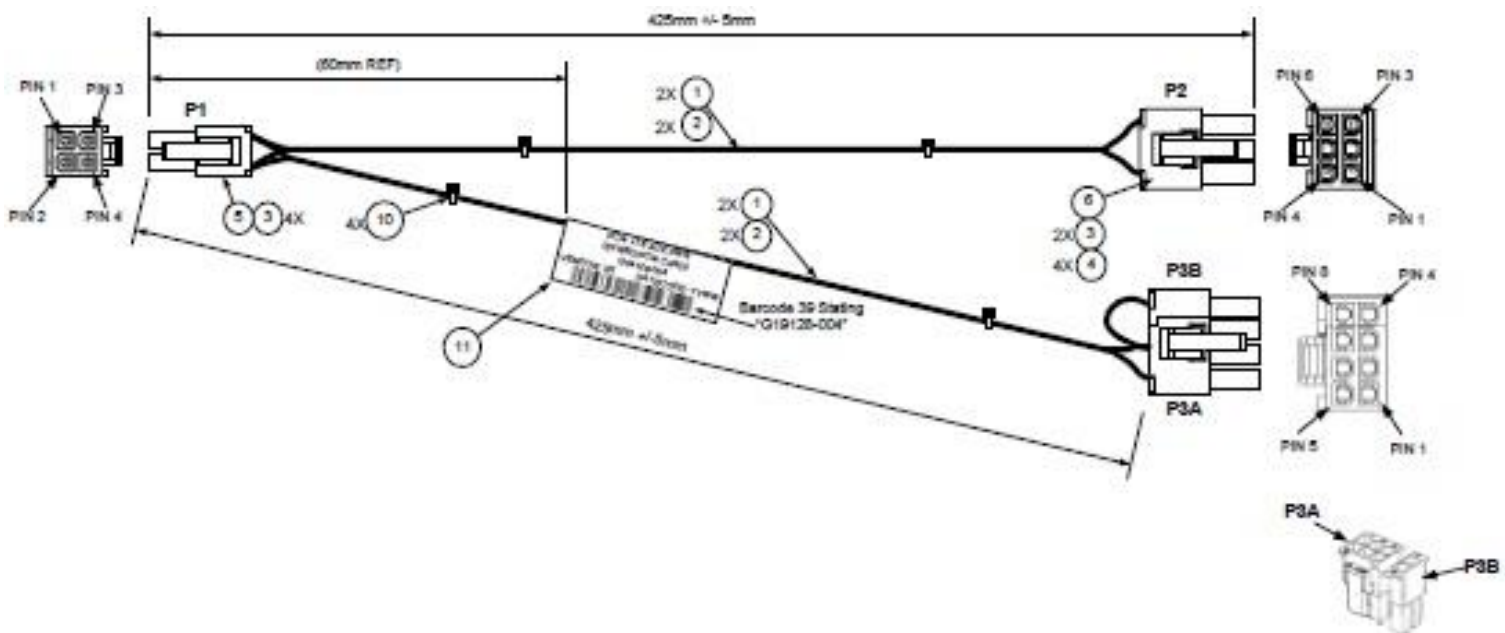 425mm +/- 5mm
(60mm REF)
PIN 1
PIN 3
P1
PIN 2
PIN 4
2X 1
2X 2
P2
PIN 6
PIN 3
PIN 4
PIN 1
5 3 4X
4X 10
2X 1
2X 2
6
2X 3
4X 4
P3B
P3A
PIN 8
PIN 4
PIN 5
PIN 1
11
Barcode 39 Stating
"G19128-004"
425mm +/-5mm
P3A
P3B